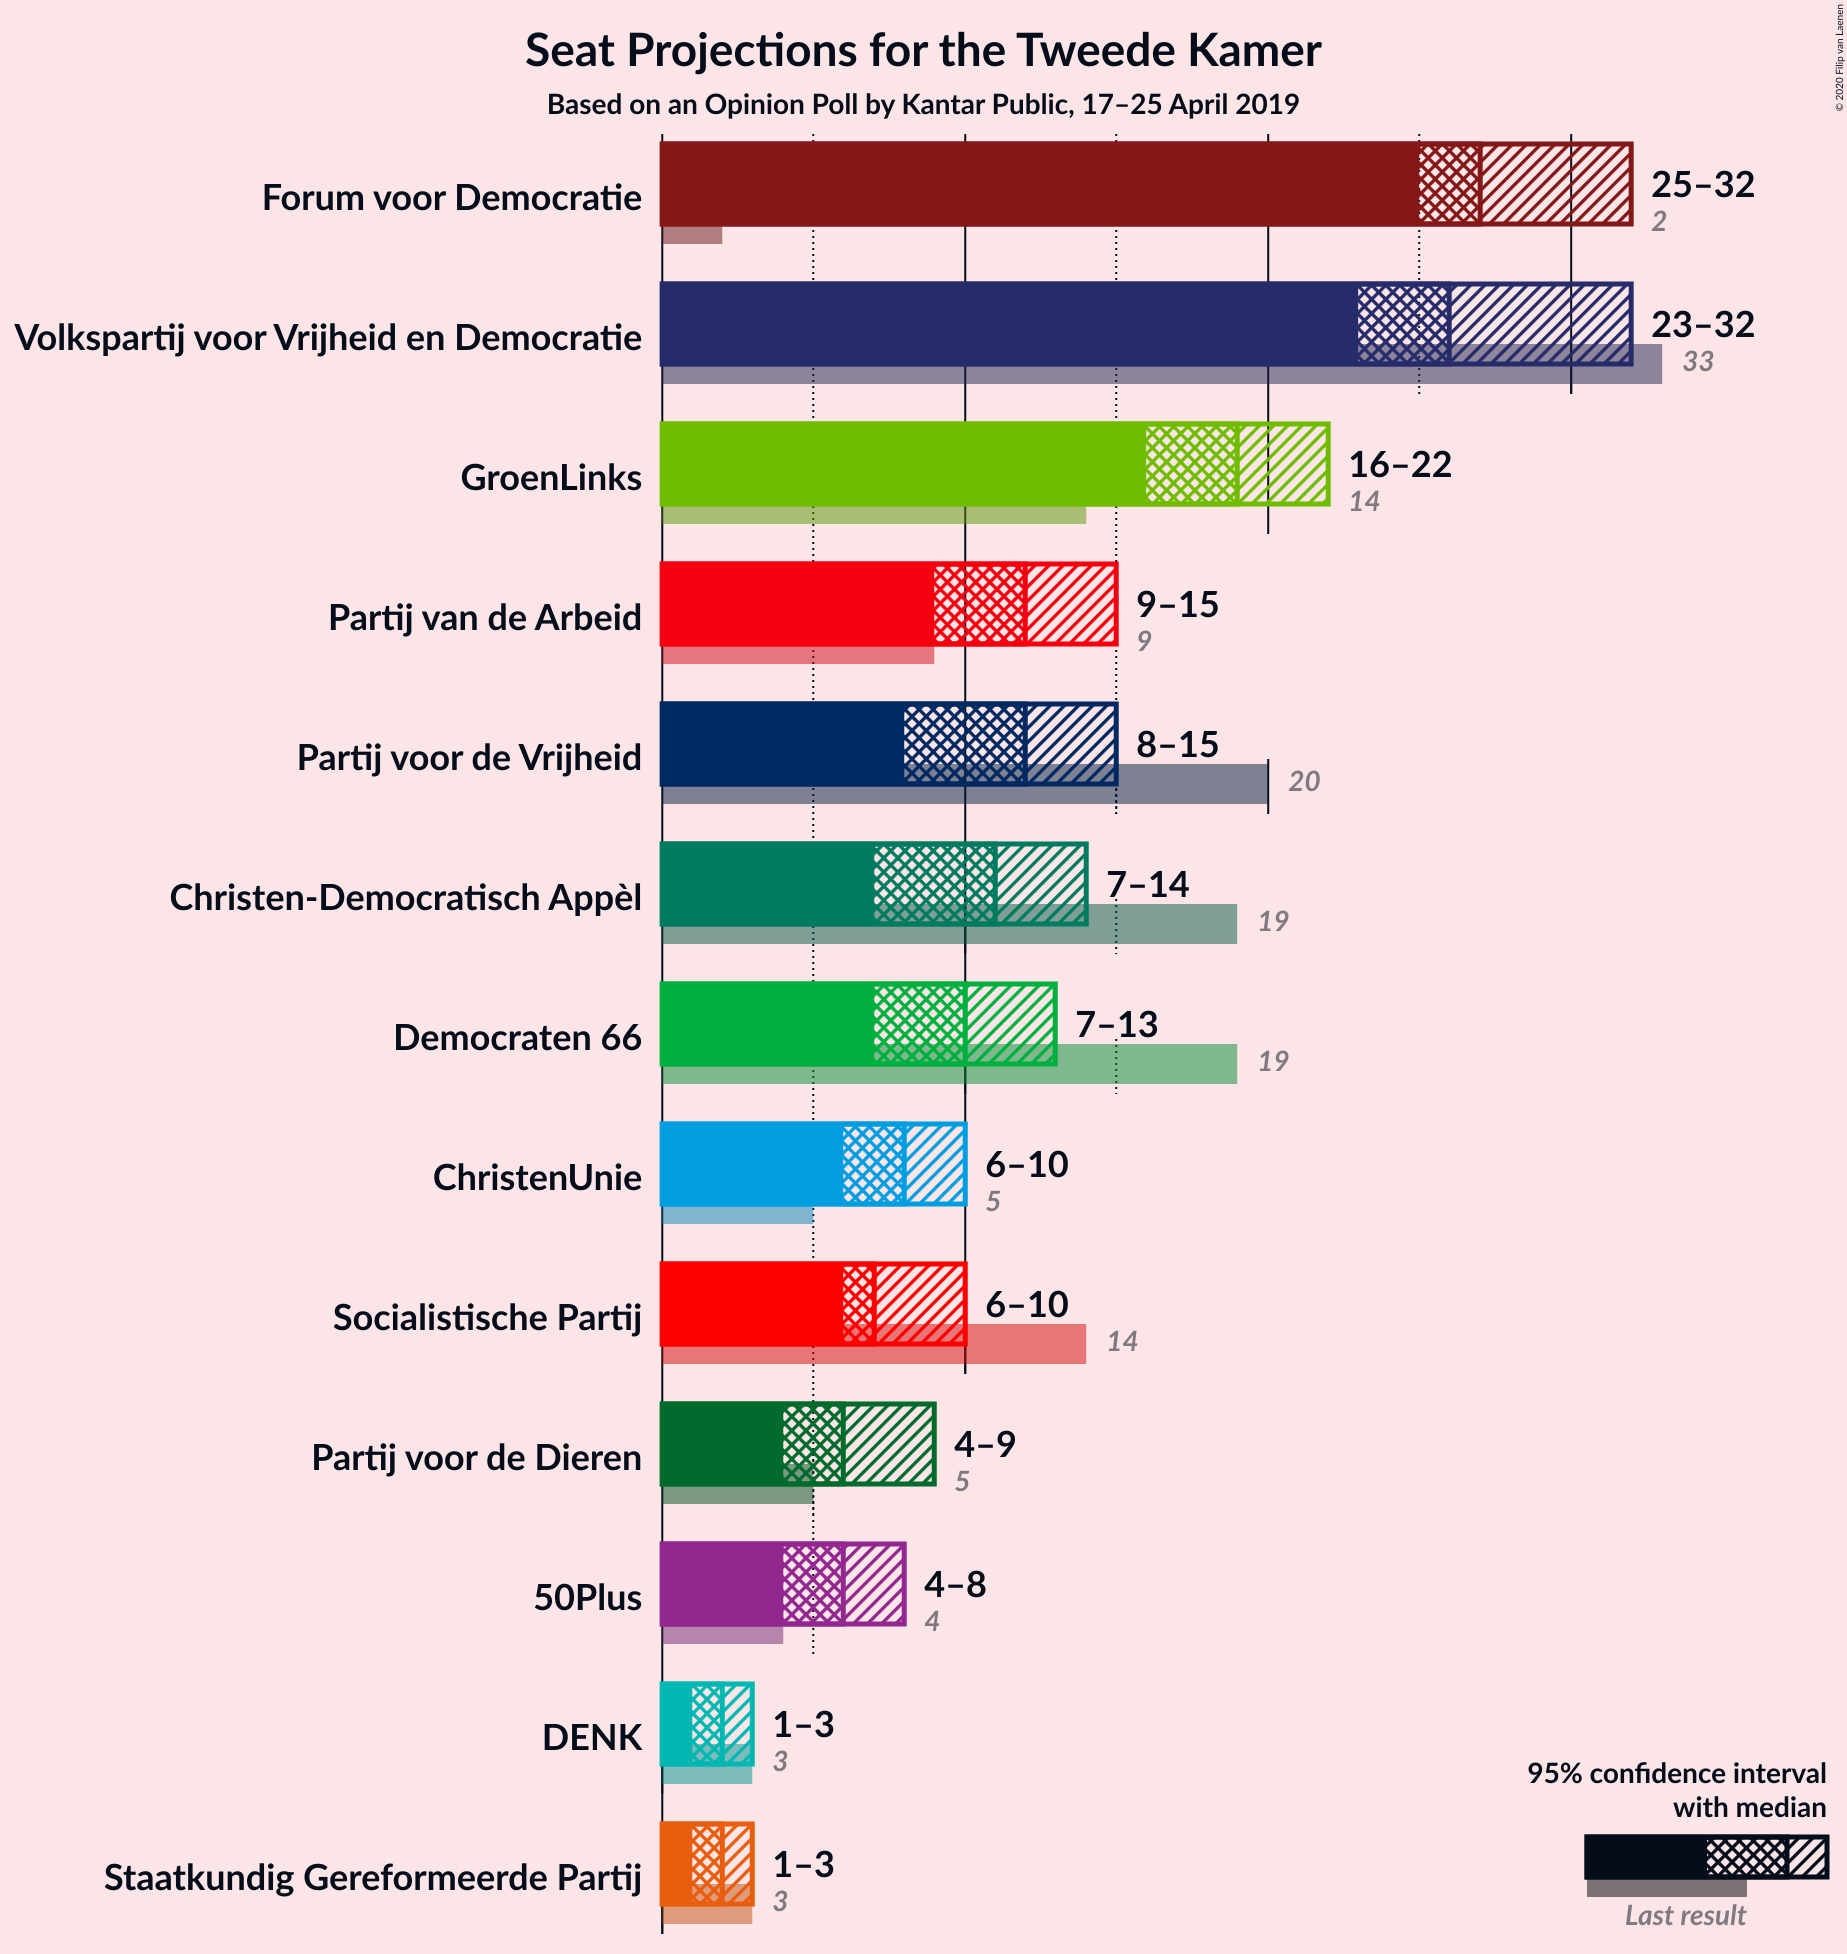 © 2020 Filip van Laenen
Seat Projections for the Tweede Kamer
Based on an Opinion Poll by Kantar Public, 17–25 April 2019
Forum voor Democratie
25–32
2
Volkspartij voor Vrijheid en Democratie
23–32
33
GroenLinks
16–22
14
Partij van de Arbeid
9–15
9
Partij voor de Vrijheid
8–15
20
Christen-Democratisch Appèl
7–14
19
Democraten 66
7–13
19
ChristenUnie
6–10
5
Socialistische Partij
6–10
14
Partij voor de Dieren
4–9
5
50Plus
4–8
4
DENK
1–3
3
Staatkundig Gereformeerde Partij
1–3
3
95% confidence interval
with median
Last result